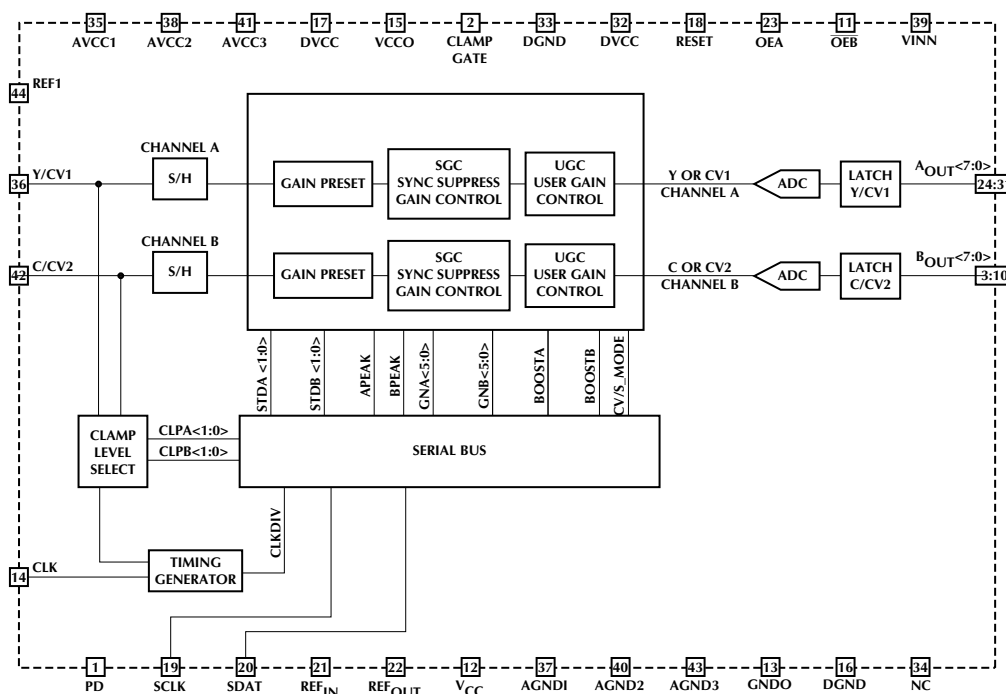 35 38 41 17 15 2 33 32 18 23 11 39
AVCC1 AVCC2 AVCC3 DVCC VCCO CLAMP GATE DGND DVCC RESET OEA OEB VINN
44 REF1
36 Y/CV1
CHANNEL A
S/H
GAIN PRESET
SGC
SYNC SUPPRESS
GAIN CONTROL
UGC
USER GAIN
CONTROL
Y OR CV1
CHANNEL A
ADC
LATCH
Y/CV1
AOUT<7:0>
24:31
42 C/CV2
CHANNEL B
S/H
GAIN PRESET
SGC
SYNC SUPPRESS
GAIN CONTROL
UGC
USER GAIN
CONTROL
C OR CV2
CHANNEL B
ADC
LATCH
C/CV2
BOUT<7:0>
3:10
STDA <1:0>
STDB <1:0>
APEAK
BPEAK
GNA<5:0>
GNB<5:0>
BOOSTA
BOOSTB
CV/S_MODE
CLAMP
LEVEL
SELECT
CLPA<1:0>
CLPB<1:0>
SERIAL BUS
CLKDIV
14 CLK
TIMING
GENERATOR
1 19 20 21 22 12 37 40 43 13 16 34
PD SCLK SDAT REFIN REFOUT VCC AGNDI AGND2 AGND3 GNDO DGND NC